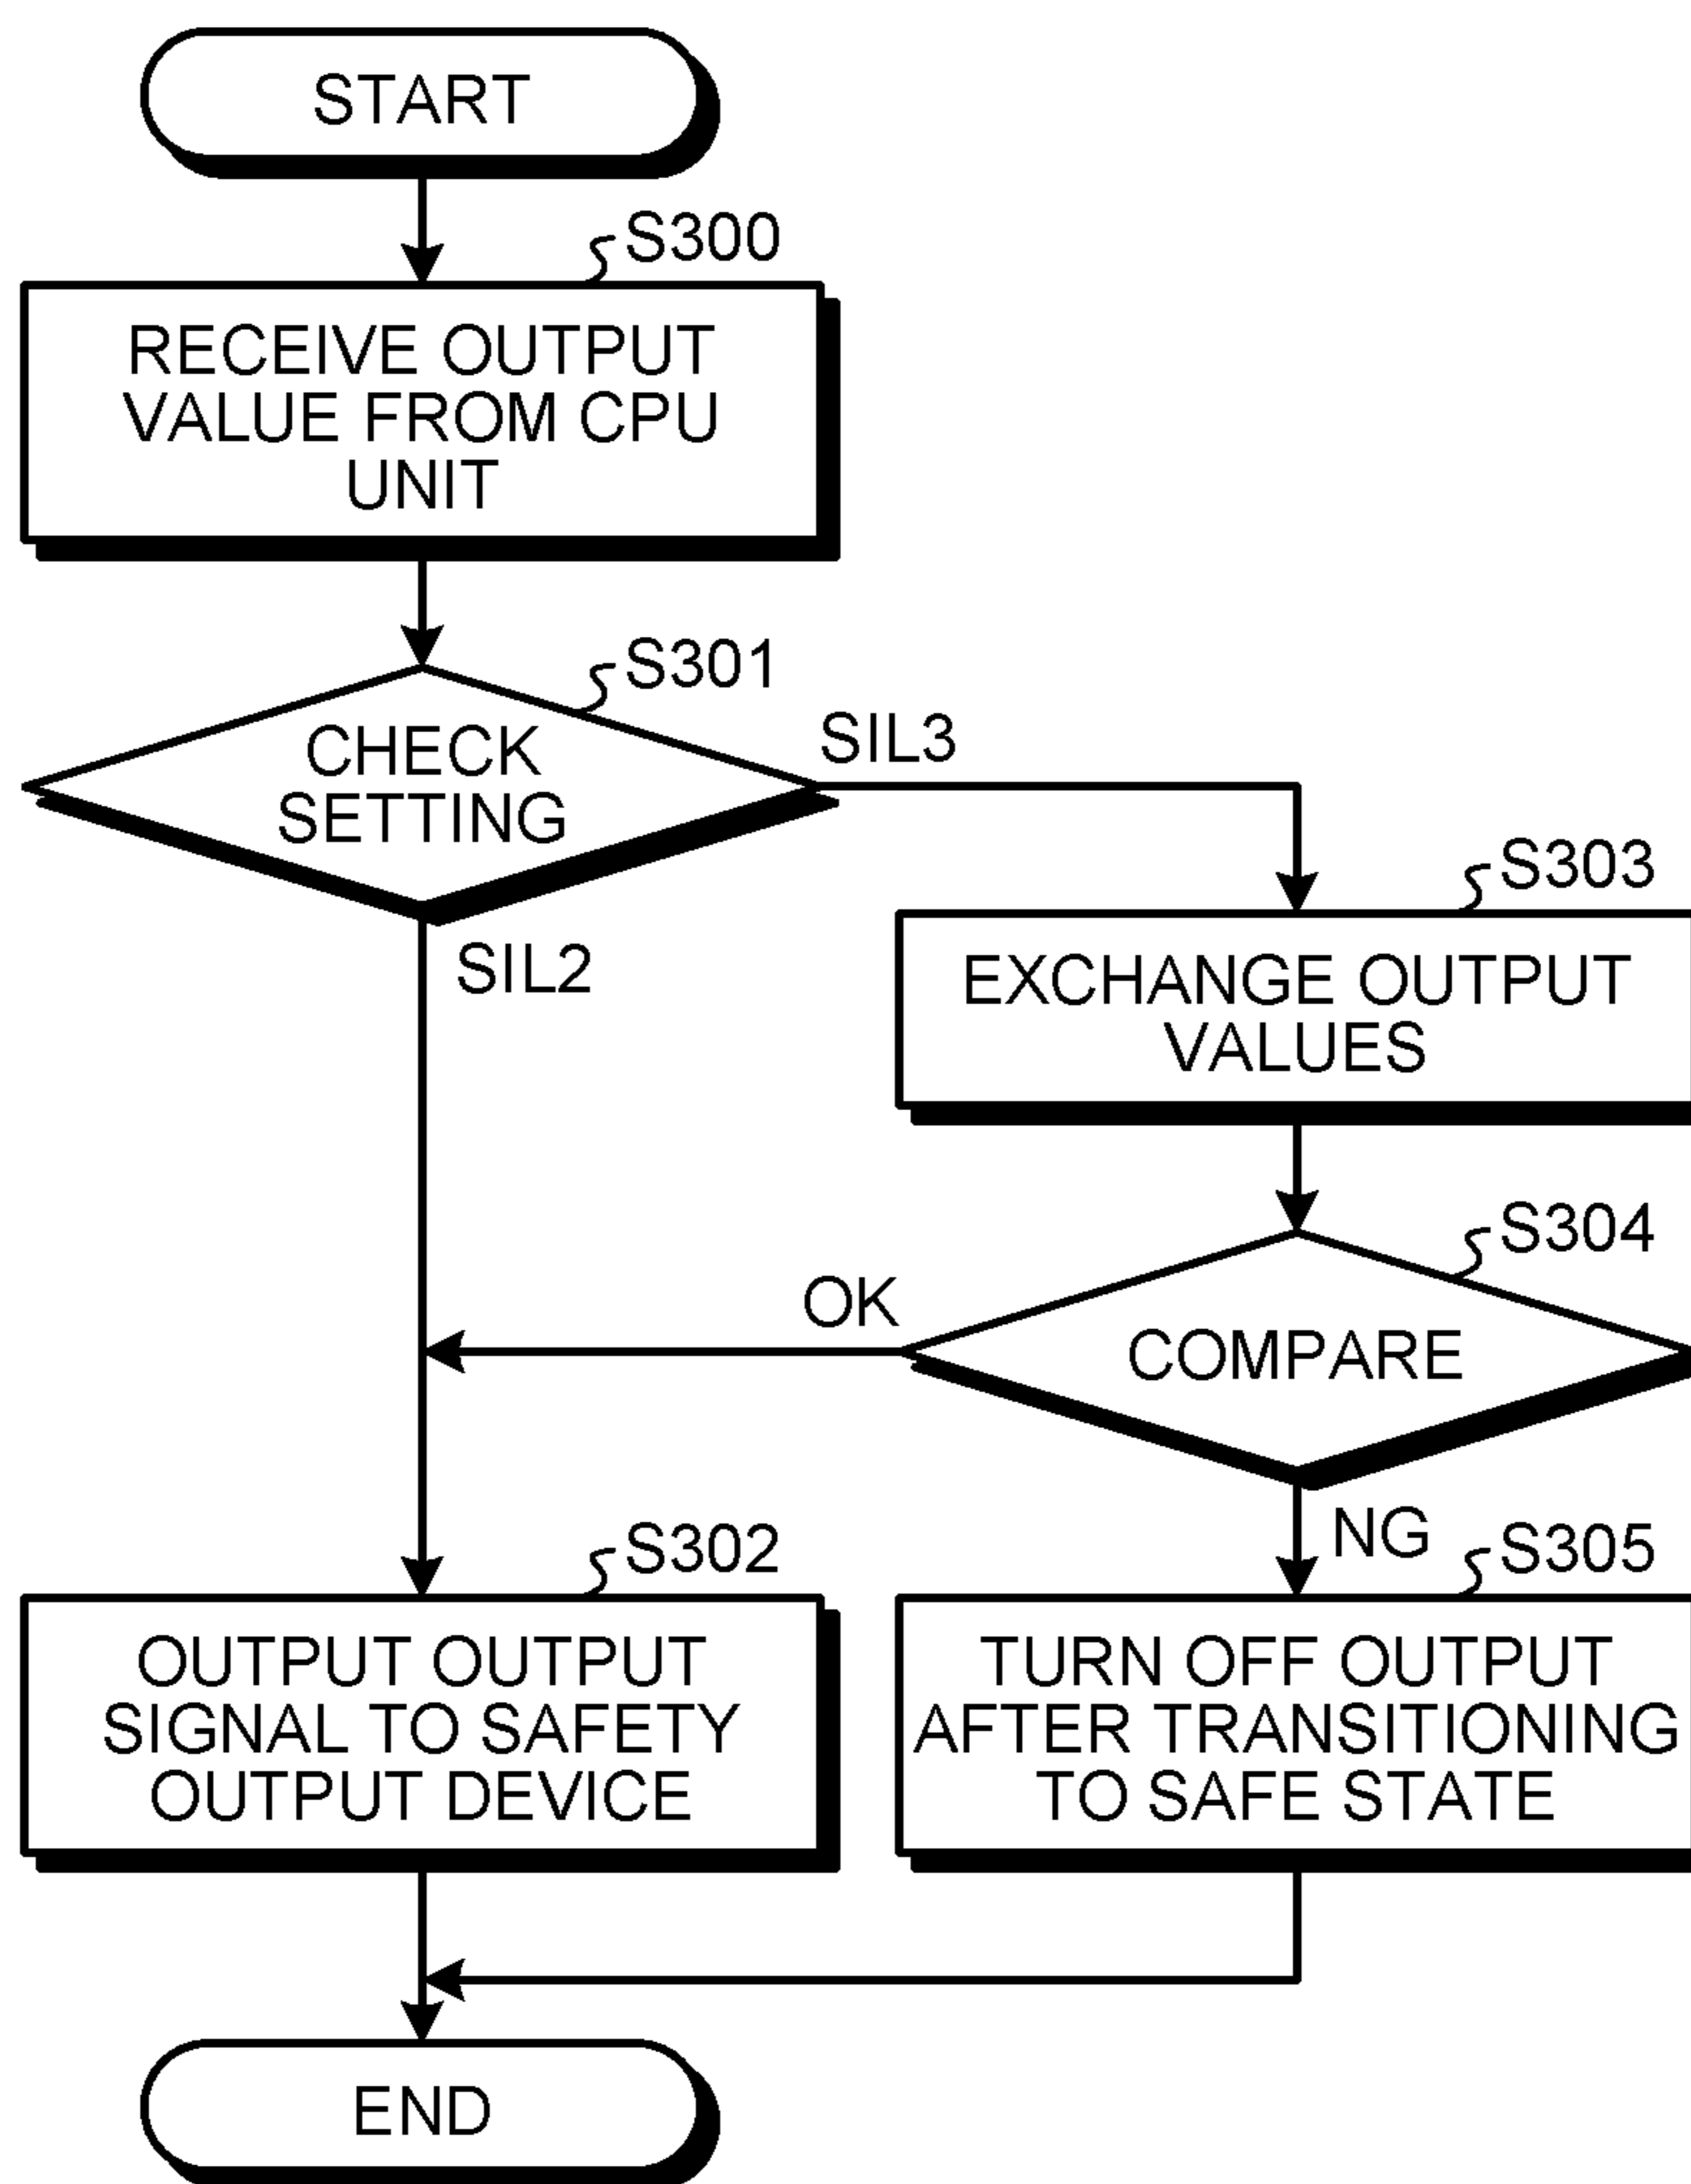 START
S300
RECEIVE OUTPUT
VALUE FROM CPU
UNIT
S301
CHECK
SETTING
SIL3
SIL2
S303
EXCHANGE OUTPUT
VALUES
S304
COMPARE
OK
NG
S302
OUTPUT OUTPUT
SIGNAL TO SAFETY
OUTPUT DEVICE
S305
TURN OFF OUTPUT
AFTER TRANSITIONING
TO SAFE STATE
END